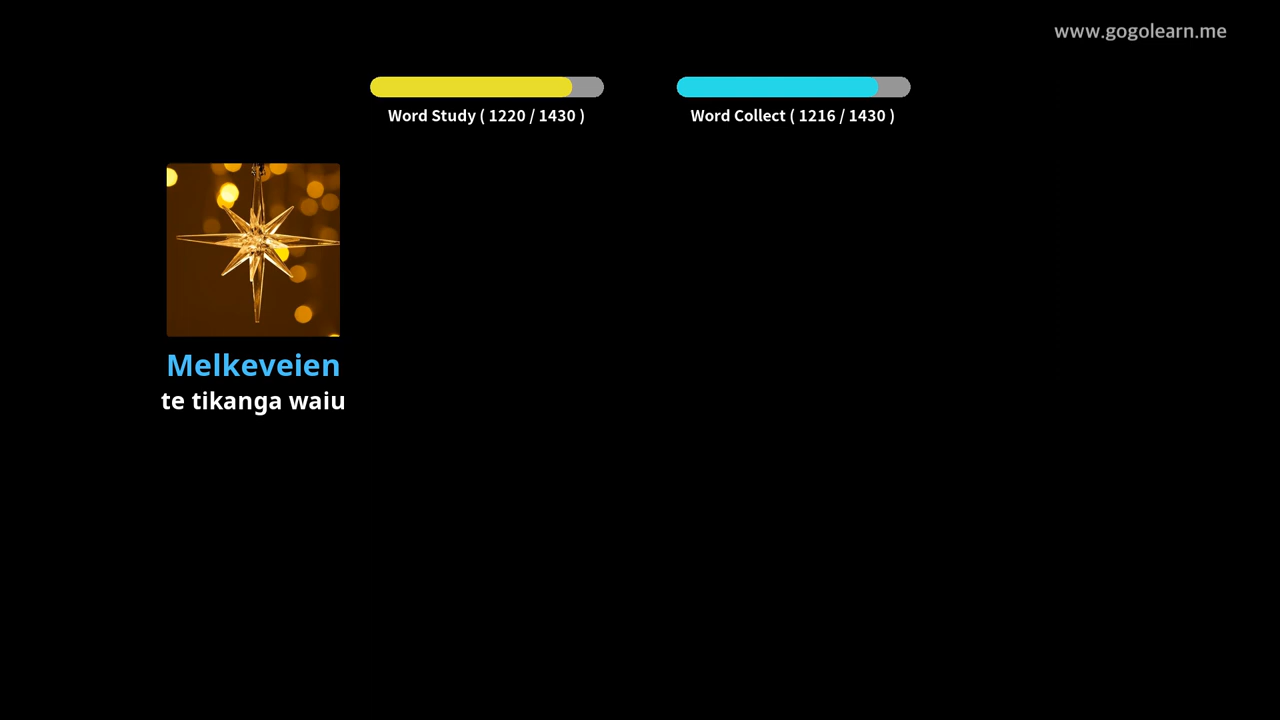 www.gogolearn.me
Word Study ( 1220 / 1430 )
Word Collect ( 1216 / 1430 )
Melkeveien
te tikanga waiu